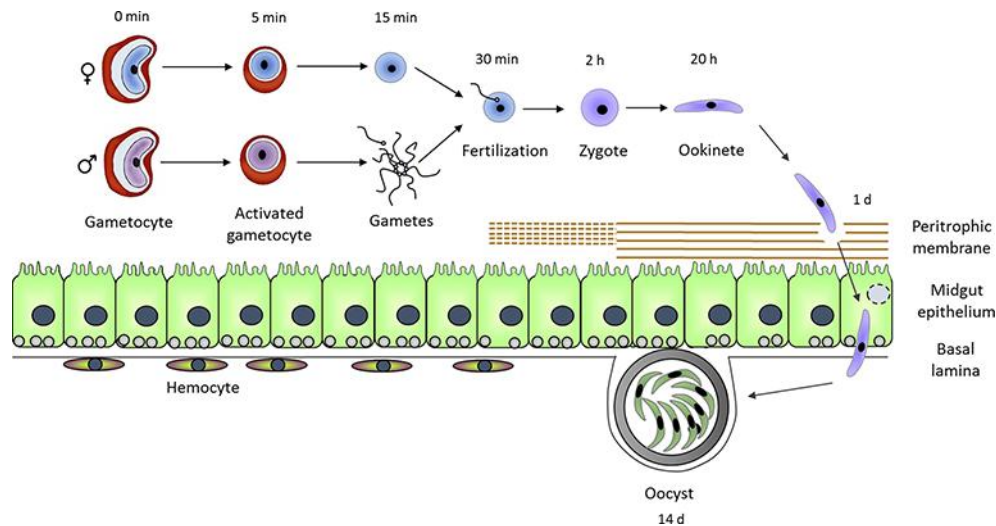 0 min
5 min
15 min
30 min
2 h
20 h
♀
♂
Fertilization
Zygote
Ookinete
Gametocyte
Activated
gametocyte
Gametes
1 d
Peritrophic
membrane
Midgut
epithelium
Basal
lamina
Hemocyte
Oocyst
14 d